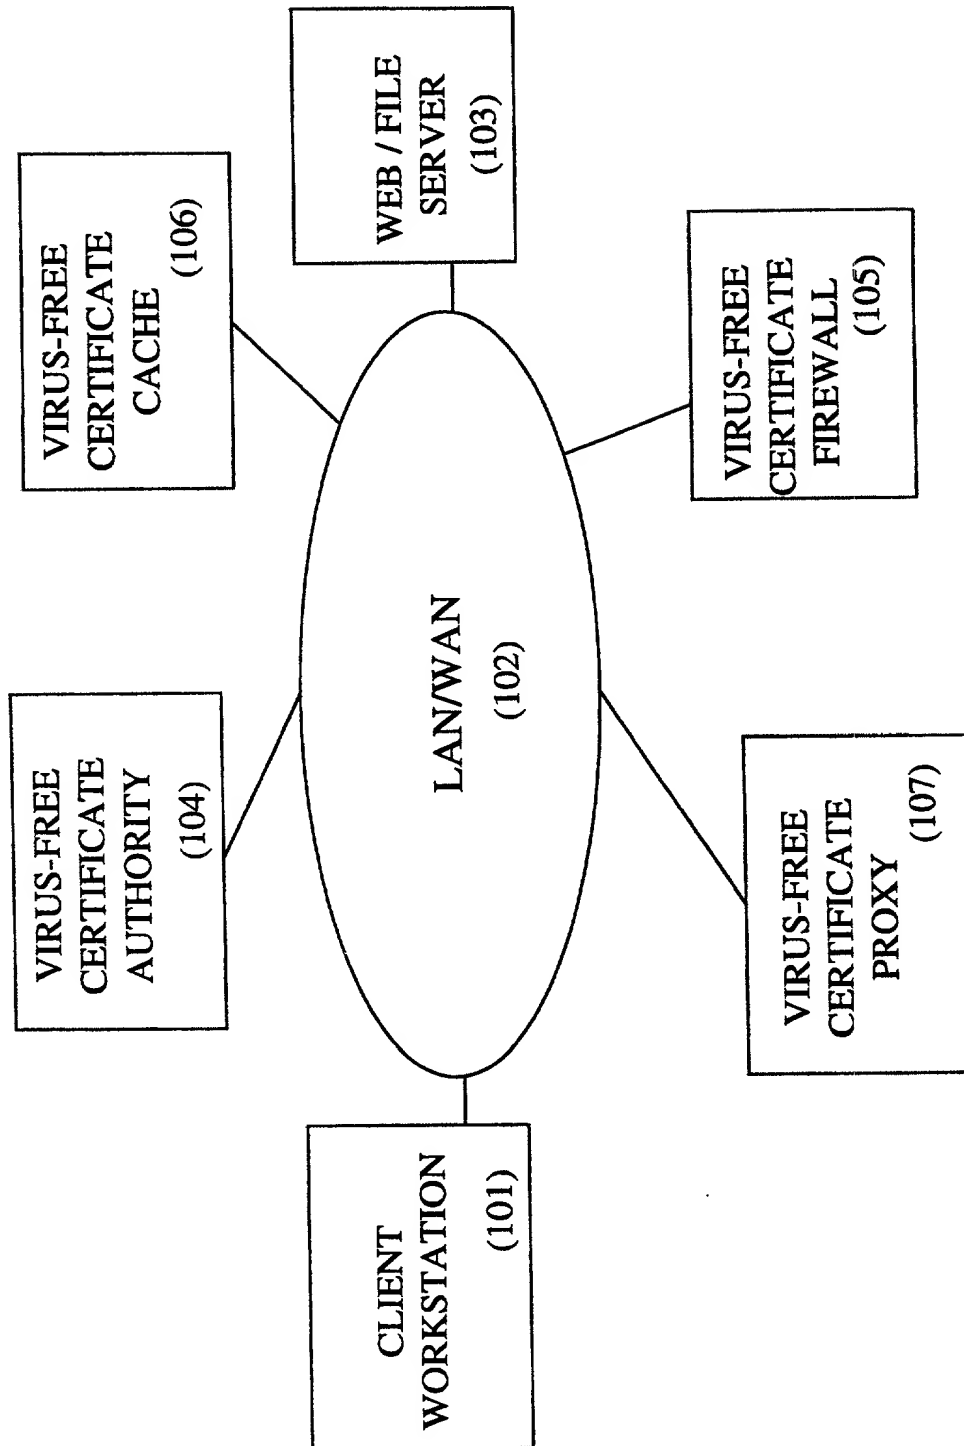 VIRUS-FREE
CERTIFICATE
AUTHORITY
(104)
VIRUS-FREE
CERTIFICATE
CACHE
(106)
CLIENT
WORKSTATION
(101)
LAN/WAN
(102)
WEB / FILE
SERVER
(103)
VIRUS-FREE
CERTIFICATE
PROXY
(107)
VIRUS-FREE
CERTIFICATE
FIREWALL
(105)